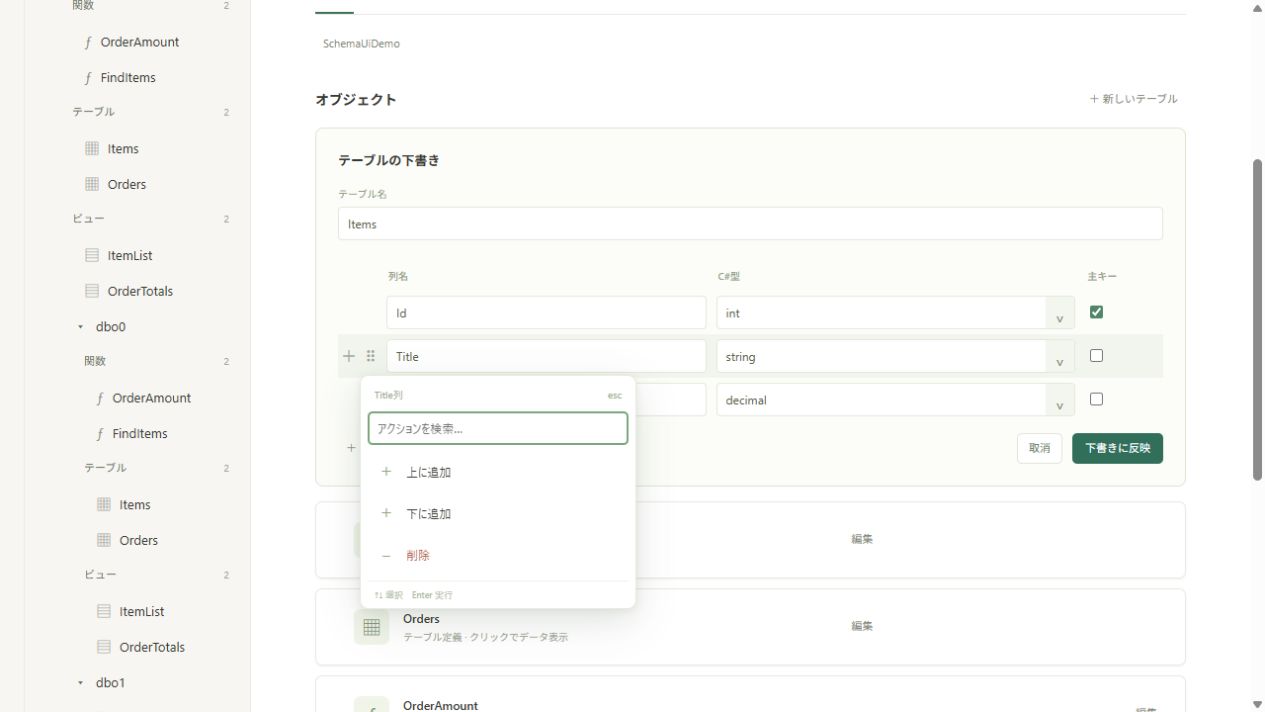 関数 2
OrderAmount
FindItems
テーブル 2
Items
Orders
ビュー 2
ItemList
OrderTotals
dbo0
関数 2
OrderAmount
FindItems
テーブル 2
Items
Orders
ビュー 2
ItemList
OrderTotals
dbo1
SchemaUiDemo
オブジェクト
+ 新しいテーブル
テーブルの下書き
テーブル名
Items
列名 C#型 主キー
Id int
Title string
decimal
Title列 esc
アクションを検索...
+ 上に追加
+ 下に追加
− 削除
↑↓ 選択 Enter 実行
取消 下書きに反映
編集
Orders
テーブル定義 · クリックでデータ表示
編集
OrderAmount
編集